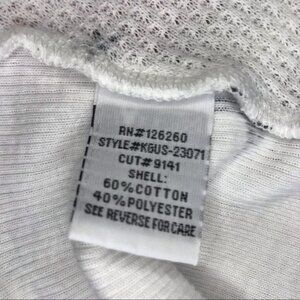 RN#126260
STYLE#KGUS-23071
CUT#9141
SHELL:
60%COTTON
40%POLYESTER
SEE REVERSE FOR CARE